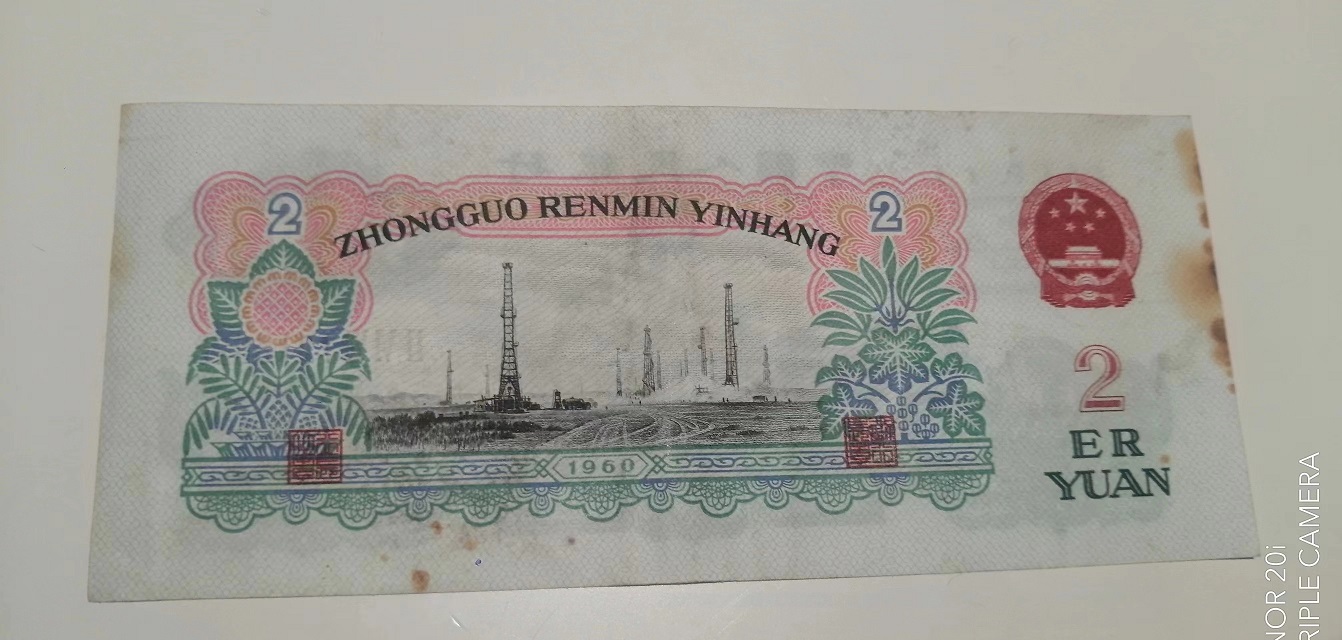 2
2
ZHONGGUO RENMIN YINHANG
1960
2
ER
YUAN
NOR 20i
RIPLE CAMERA